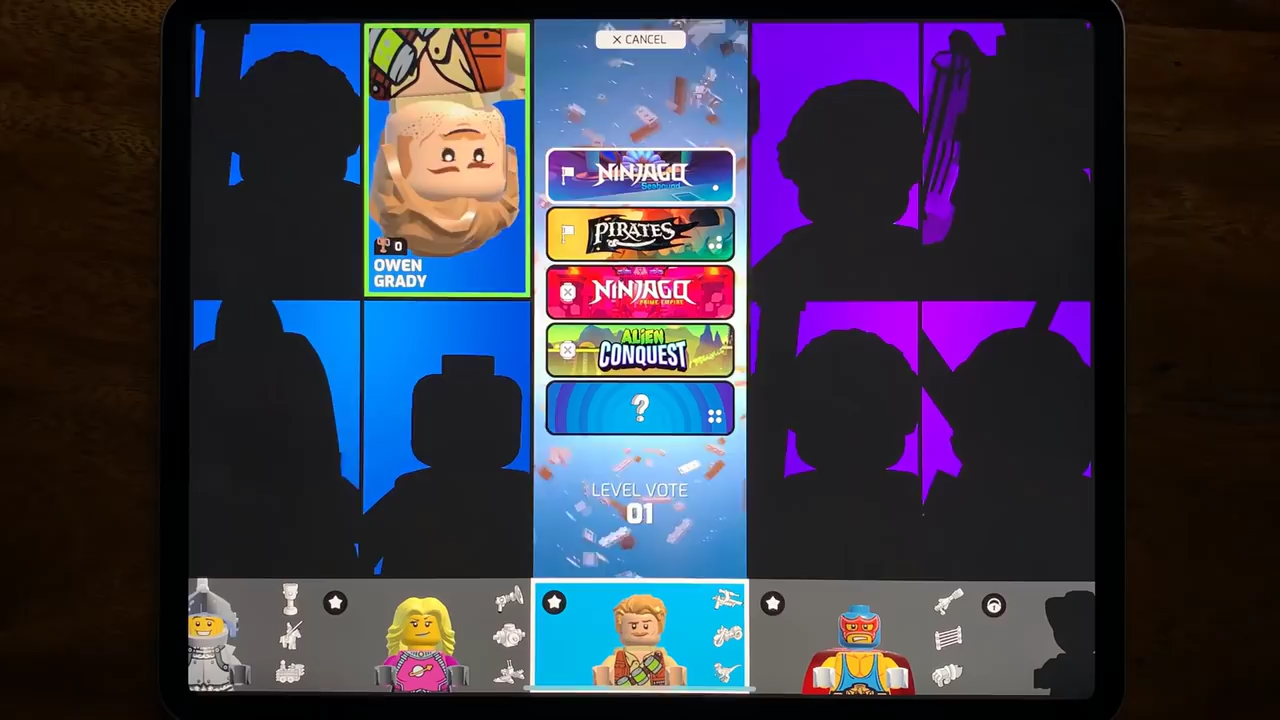 × CANCEL
NINJAGO
Seabound
PIRATES
NINJAGO
PRIME EMPIRE
ALIEN
CONQUEST
?
0
OWEN
GRADY
LEVEL VOTE
01